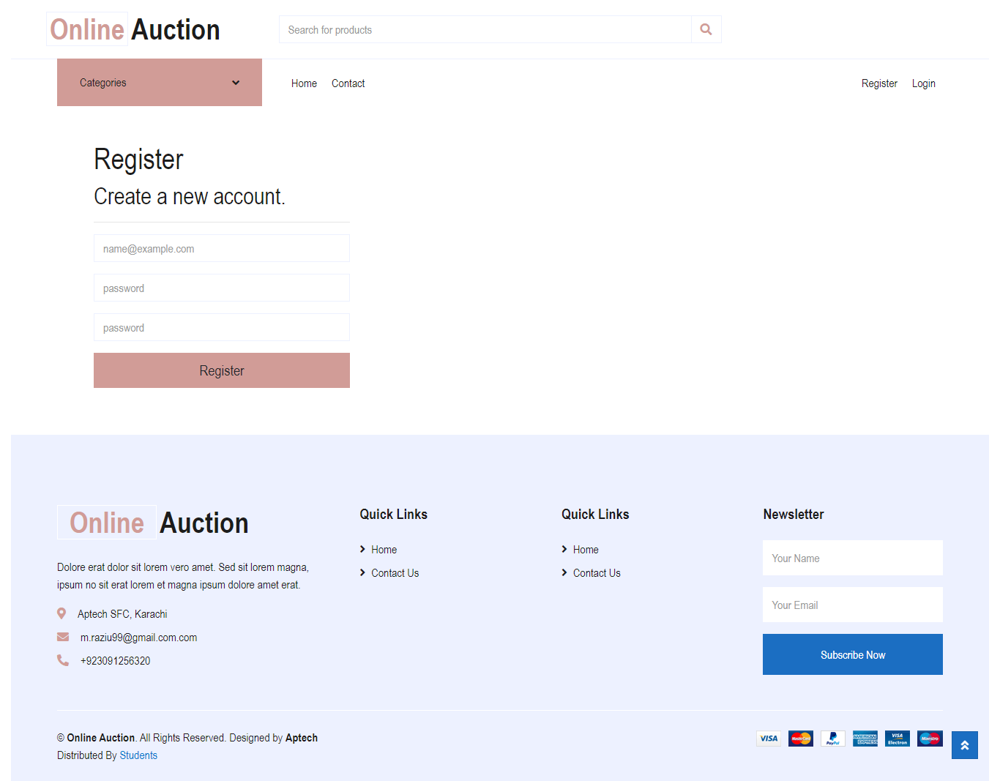 Online Auction
Search for products
Categories
Home Contact
Register Login
Register
Create a new account.
name@example.com
password
password
Register
Online Auction
Dolore erat dolor sit lorem vero amet. Sed sit lorem magna,
ipsum no sit erat lorem et magna ipsum dolore amet erat.
Aptech SFC, Karachi
m.raziu99@gmail.com.com
+923091256320
Quick Links
Home
Contact Us
Quick Links
Home
Contact Us
Newsletter
Your Name
Your Email
Subscribe Now
© Online Auction. All Rights Reserved. Designed by Aptech
Distributed By Students
VISA MasterCard PayPal AMERICAN EXPRESS VISA Electron Maestro